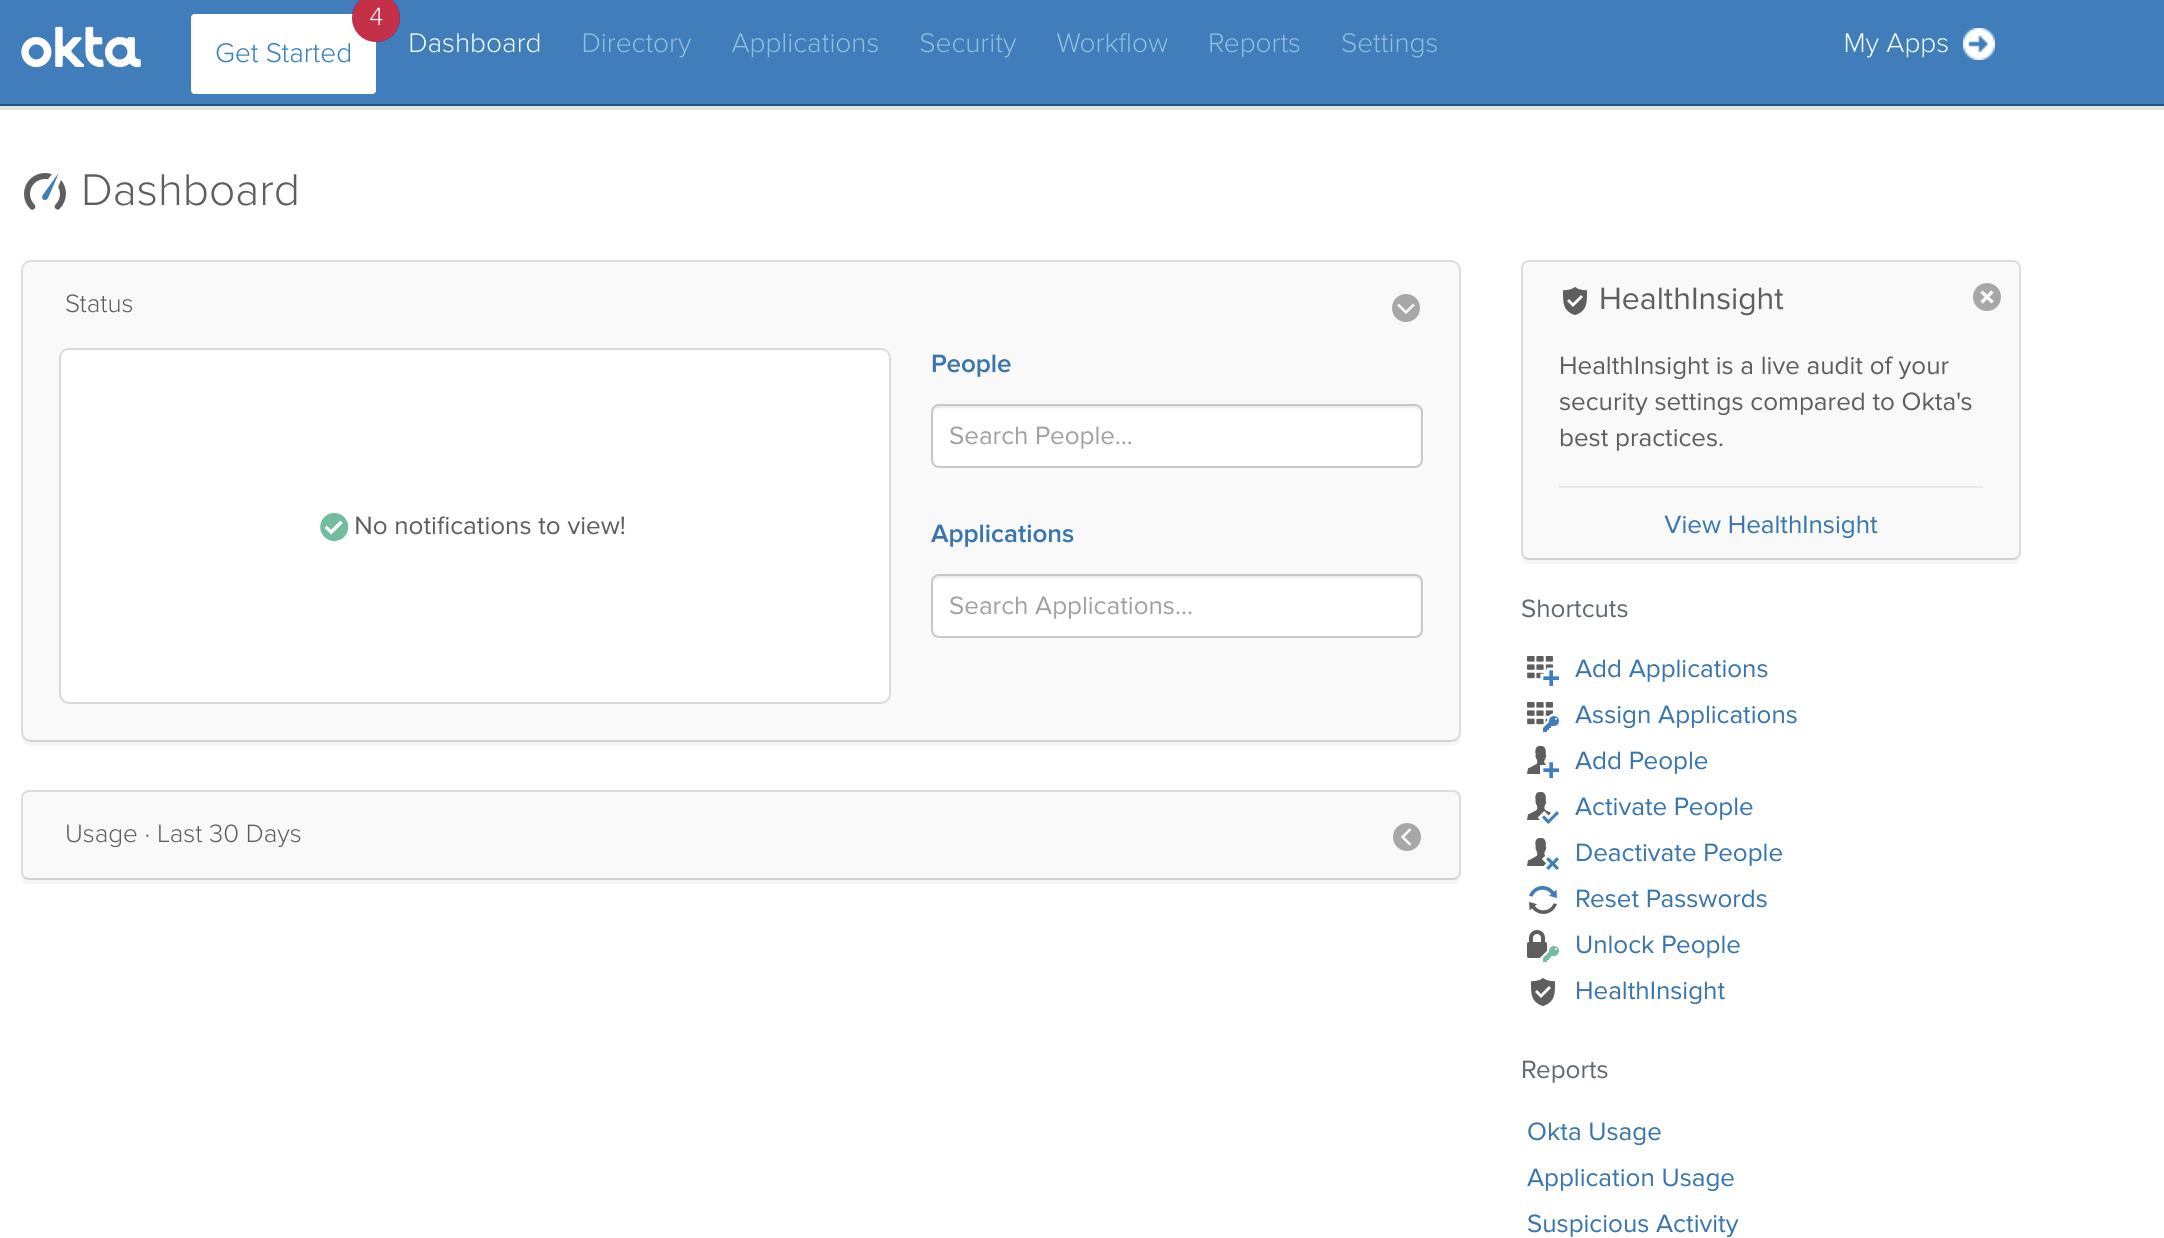 okta
Get Started
4
Dashboard
Directory
Applications
Security
Workflow
Reports
Settings
My Apps
Dashboard
Status
No notifications to view!
People
Search People...
Applications
Search Applications...
Usage · Last 30 Days
HealthInsight
HealthInsight is a live audit of your
security settings compared to Okta's
best practices.
View HealthInsight
Shortcuts
Add Applications
Assign Applications
Add People
Activate People
Deactivate People
Reset Passwords
Unlock People
HealthInsight
Reports
Okta Usage
Application Usage
Suspicious Activity